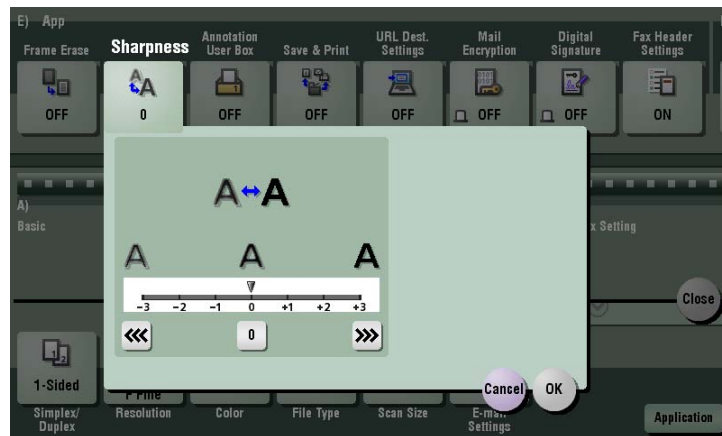 E) App
Frame Erase
Sharpness
Annotation
User Box
Save & Print
URL Dest.
Settings
Mail
Encryption
Digital
Signature
Fax Header
Settings
OFF
0
OFF
OFF
OFF
OFF
OFF
ON
A A
A)
Basic
x Setting
A A A
-3 -2 -1 0 +1 +2 +3
0
Close
Cancel
OK
1-Sided
Fine
Simplex/
Duplex
Resolution
Color
File Type
Scan Size
E-mail
Settings
Application